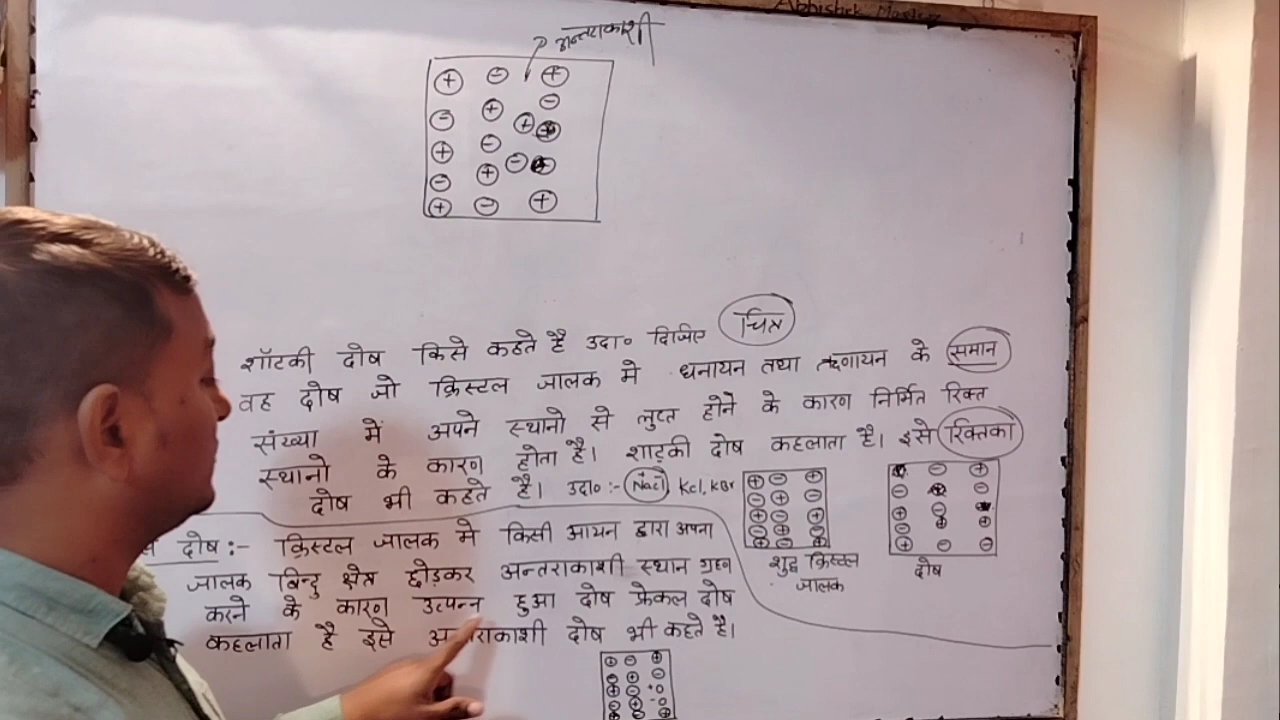 Abhishek
अन्तराकाशी
शॉटकी दोष किसे कहते है उदा० दिजिए चित्र
वह दोष जो क्रिस्टल जालक मे धनायन तथा ऋणायन के समान
संख्या में अपने स्थानो से लुप्त होने के कारण निर्मित रिक्त
स्थानो के कारण होता है। शाट्की दोष कहलाता है। इसे रिक्तिका
दोष भी कहते है। उदा० :- NaCl, KCl, KBr
शुद्ध क्रिस्टल
जालक
दोष
दोष :- क्रिस्टल जालक मे किसी आयन द्वारा अपना
जालक बिन्दु क्षेत्र छोड़कर अन्तराकाशी स्थान ग्रहण
करने के कारण उत्पन्न हुआ दोष फ्रेंकल दोष
कहलाता है इसे अन्तराकाशी दोष भी कहते है।